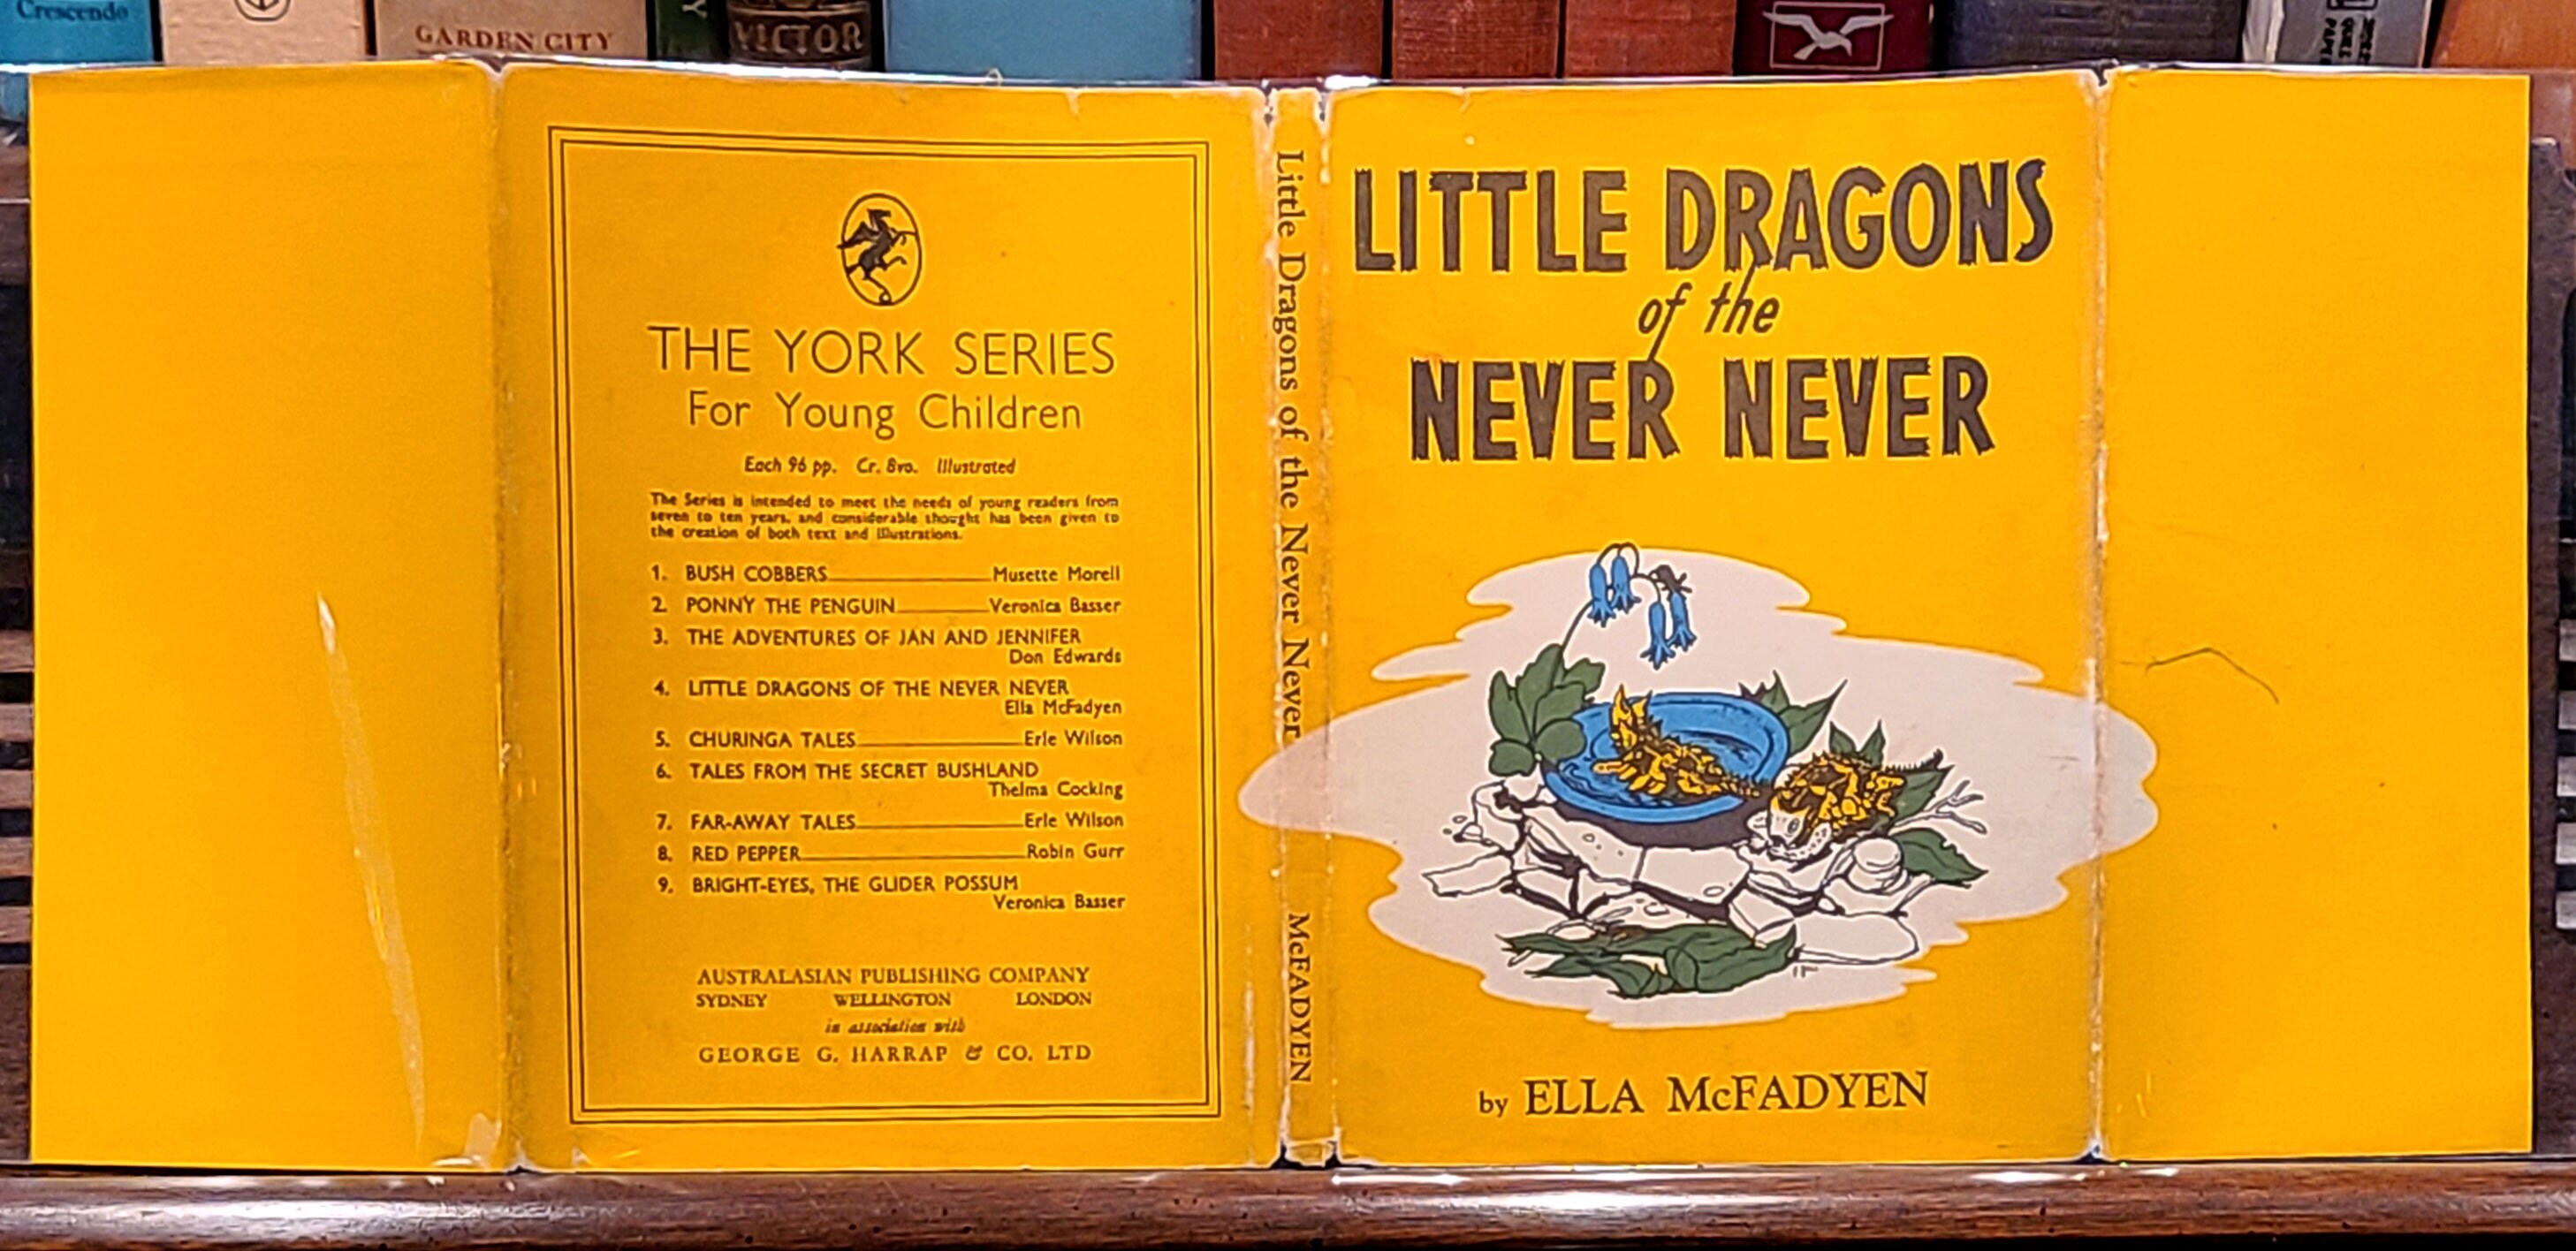 Crescendo
GARDEN CITY
VICTOR
THE YORK SERIES
For Young Children
Each 96 pp. Cr. 8vo. Illustrated
The Series is intended to meet the needs of young readers from
seven to ten years, and considerable thought has been given to
the creation of both text and illustrations.
1. BUSH COBBERS Musette Morell
2. PONNY THE PENGUIN Veronica Basser
3. THE ADVENTURES OF JAN AND JENNIFER
Don Edwards
4. LITTLE DRAGONS OF THE NEVER NEVER
Ella McFadyen
5. CHURINGA TALES Erle Wilson
6. TALES FROM THE SECRET BUSHLAND
Thelma Cocking
7. FAR-AWAY TALES Erle Wilson
8. RED PEPPER Robin Gurr
9. BRIGHT-EYES, THE GLIDER POSSUM
Veronica Basser
AUSTRALASIAN PUBLISHING COMPANY
SYDNEY WELLINGTON LONDON
in association with
GEORGE G. HARRAP & CO. LTD
Little Dragons of the Never Never McFADYEN
LITTLE DRAGONS
of the
NEVER NEVER
by ELLA McFADYEN